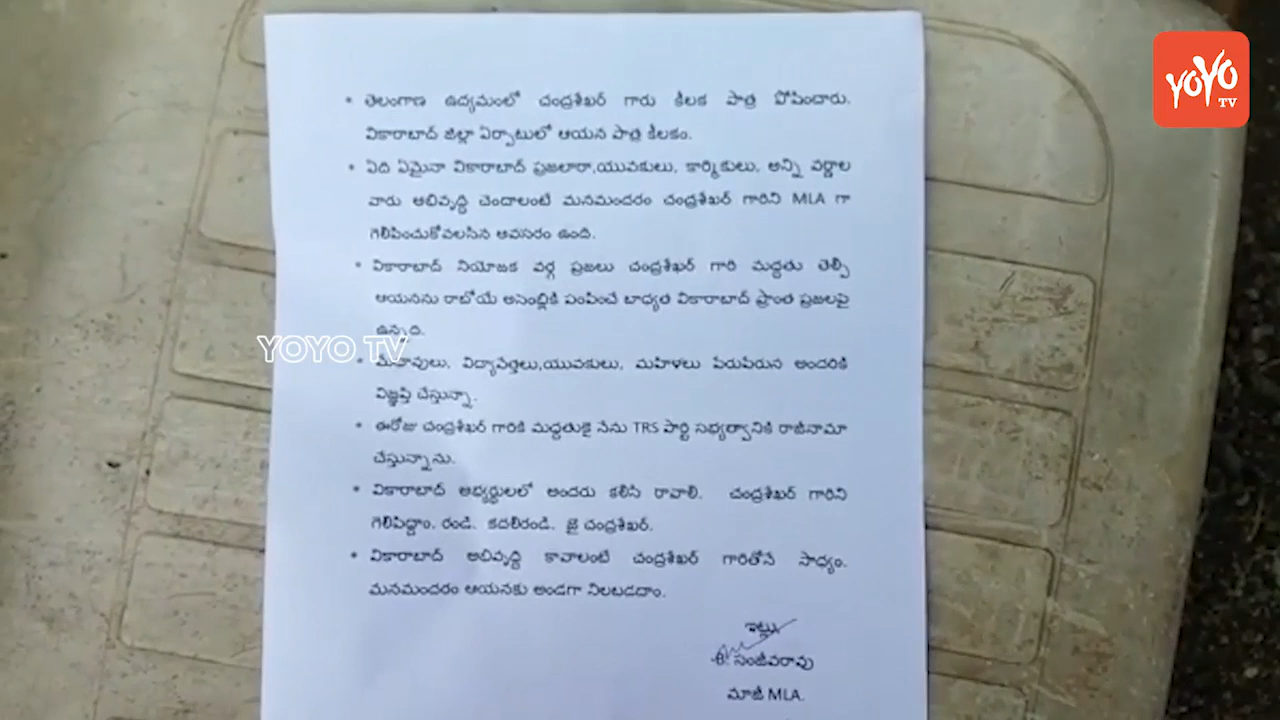 YOYO TV
• తెలంగాణ ఉద్యమంలో చంద్రశేఖర్ గారు కీలక పాత్ర పోషించారు.
వికారాబాద్ జిల్లా ఏర్పాటులో ఆయన పాత్ర కీలకం.
• ఏది ఏమైనా వికారాబాద్ ప్రజలారా,యువకులు, కార్మికులు, అన్ని వర్గాల
వారు అభివృద్ధి చెందాలంటే మనమందరం చంద్రశేఖర్ గారిని MLA గా
గెలిపించుకోవలసిన అవసరం ఉంది.
• వికారాబాద్ నియోజక వర్గ ప్రజలు చంద్రశేఖర్ గారి మద్దతు తెల్పి
ఆయనను రాబోయే అసెంబ్లికి పంపించే బాధ్యత వికారాబాద్ ప్రాంత ప్రజలపై
ఉన్నది.
YOYO TV
• విద్యావేత్తలు,యువకులు, మహిళలు పేరుపేరున అందరికి
విజ్ఞప్తి చేస్తున్నా.
• ఈరోజు చంద్రశేఖర్ గారికి మద్దతుకై నేను TRS పార్టి సభ్యత్వానికి రాజీనామా
చేస్తున్నాను.
• వికారాబాద్ అభ్యర్థులలో అందరు కలిసి రావాలి. చంద్రశేఖర్ గారిని
గెలిపిద్దాం. రండి. కదలిరండి. జై చంద్రశేఖర్.
• వికారాబాద్ అభివృద్ధి కావాలంటే చంద్రశేఖర్ గారితోనే సాధ్యం.
మనమందరం ఆయనకు అండగా నిలబడదాం.
ఇట్లు
బి. సంజీవరావు
మాజీ MLA.